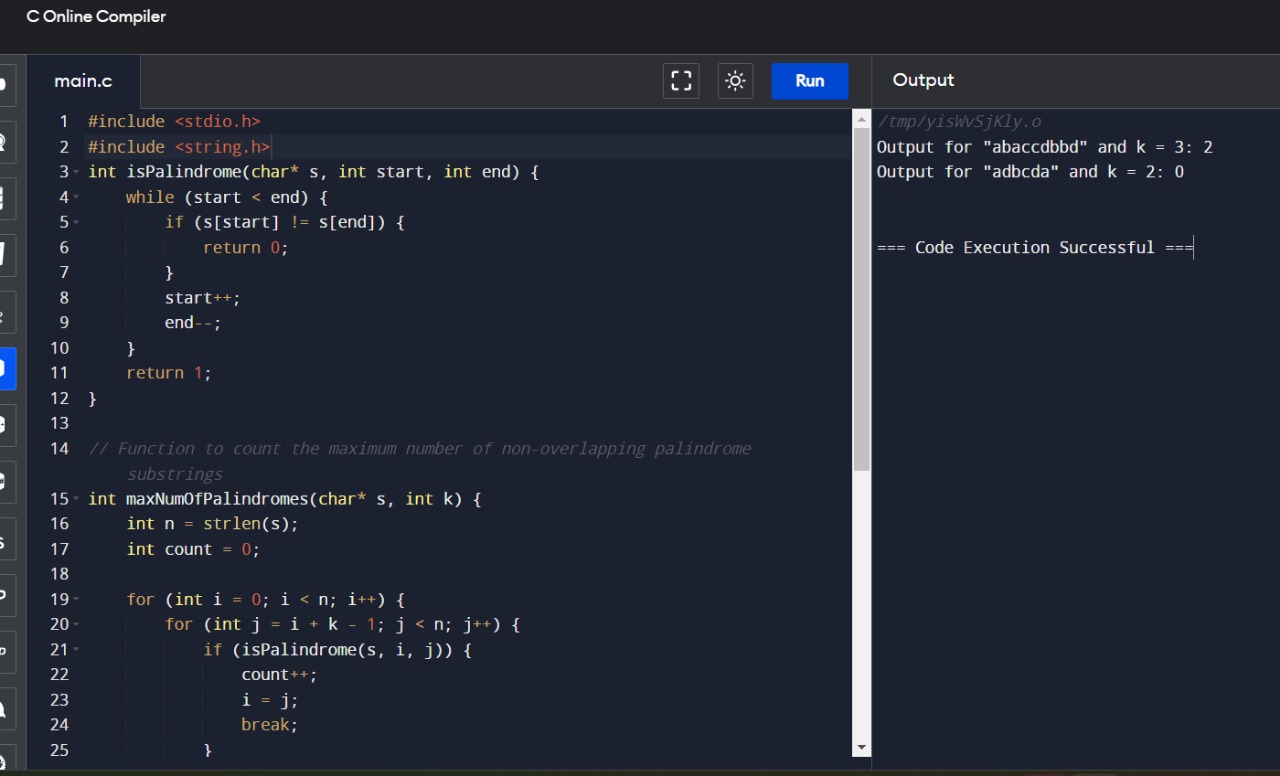 C Online Compiler
main.c
Run
Output
1 #include <stdio.h>
2 #include <string.h>
3 int isPalindrome(char* s, int start, int end) {
4 while (start < end) {
5 if (s[start] != s[end]) {
6 return 0;
7 }
8 start++;
9 end--;
10 }
11 return 1;
12 }
13
14 // Function to count the maximum number of non-overlapping palindrome
substrings
15 int maxNumOfPalindromes(char* s, int k) {
16 int n = strlen(s);
17 int count = 0;
18
19 for (int i = 0; i < n; i++) {
20 for (int j = i + k - 1; j < n; j++) {
21 if (isPalindrome(s, i, j)) {
22 count++;
23 i = j;
24 break;
25 }
/tmp/yisWvSjKly.o
Output for "abaccdbbd" and k = 3: 2
Output for "adbcda" and k = 2: 0
=== Code Execution Successful ===